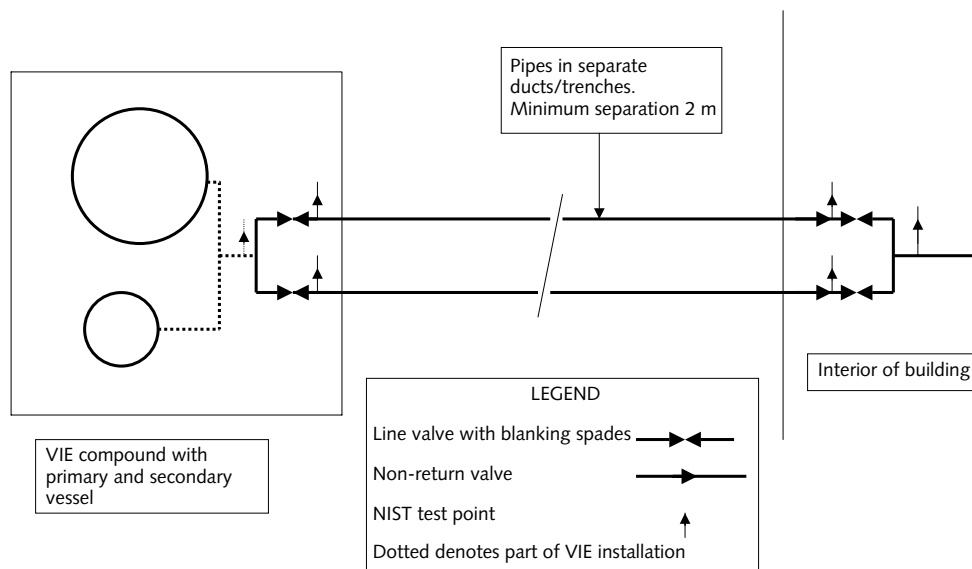 Pipes in separate
ducts/trenches.
Minimum separation 2 m
Interior of building
VIE compound with
primary and secondary
vessel
LEGEND
Line valve with blanking spades
Non-return valve
NIST test point
Dotted denotes part of VIE installation